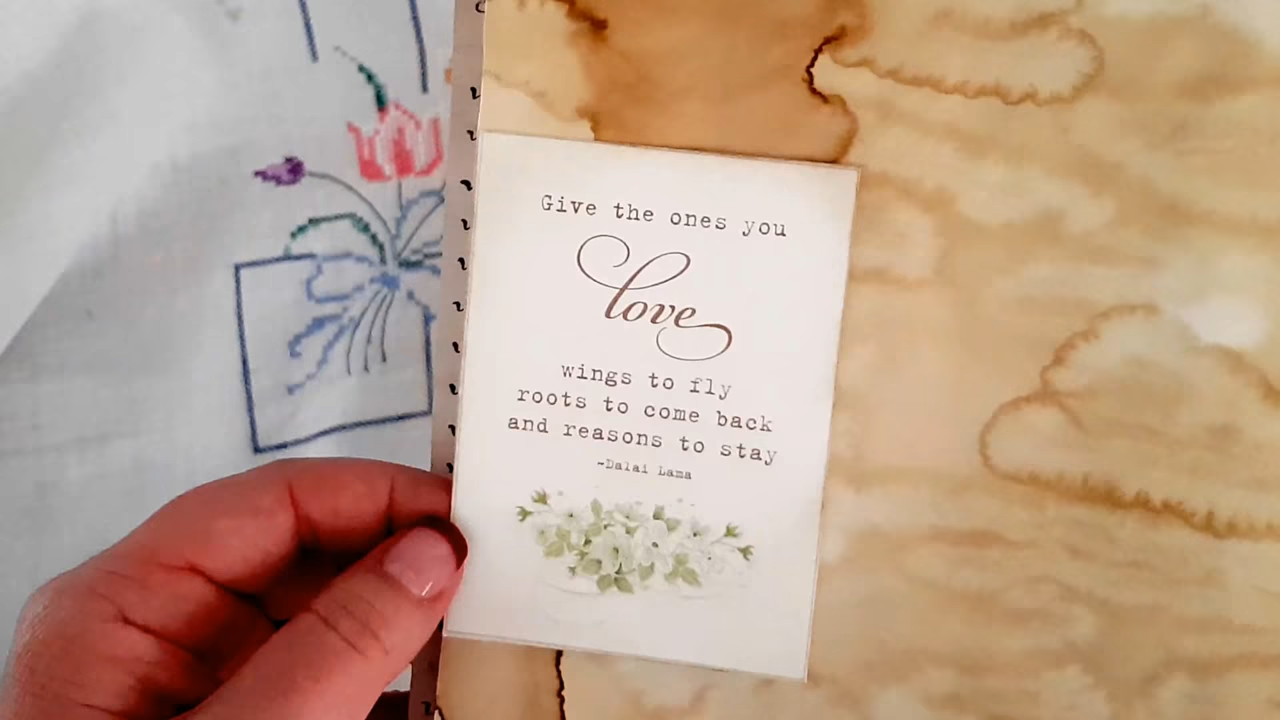 Give the ones you
love
wings to fly
roots to come back
and reasons to stay
~Dalai Lama